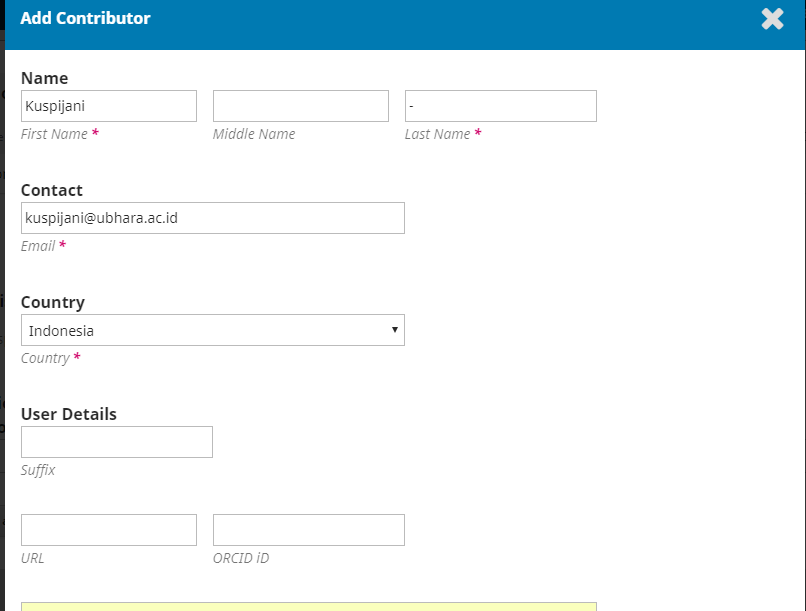 Add Contributor
Name
Kuspijani -
First Name * Middle Name Last Name *
Contact
kuspijani@ubhara.ac.id
Email *
Country
Indonesia
Country *
User Details
Suffix
URL ORCID iD